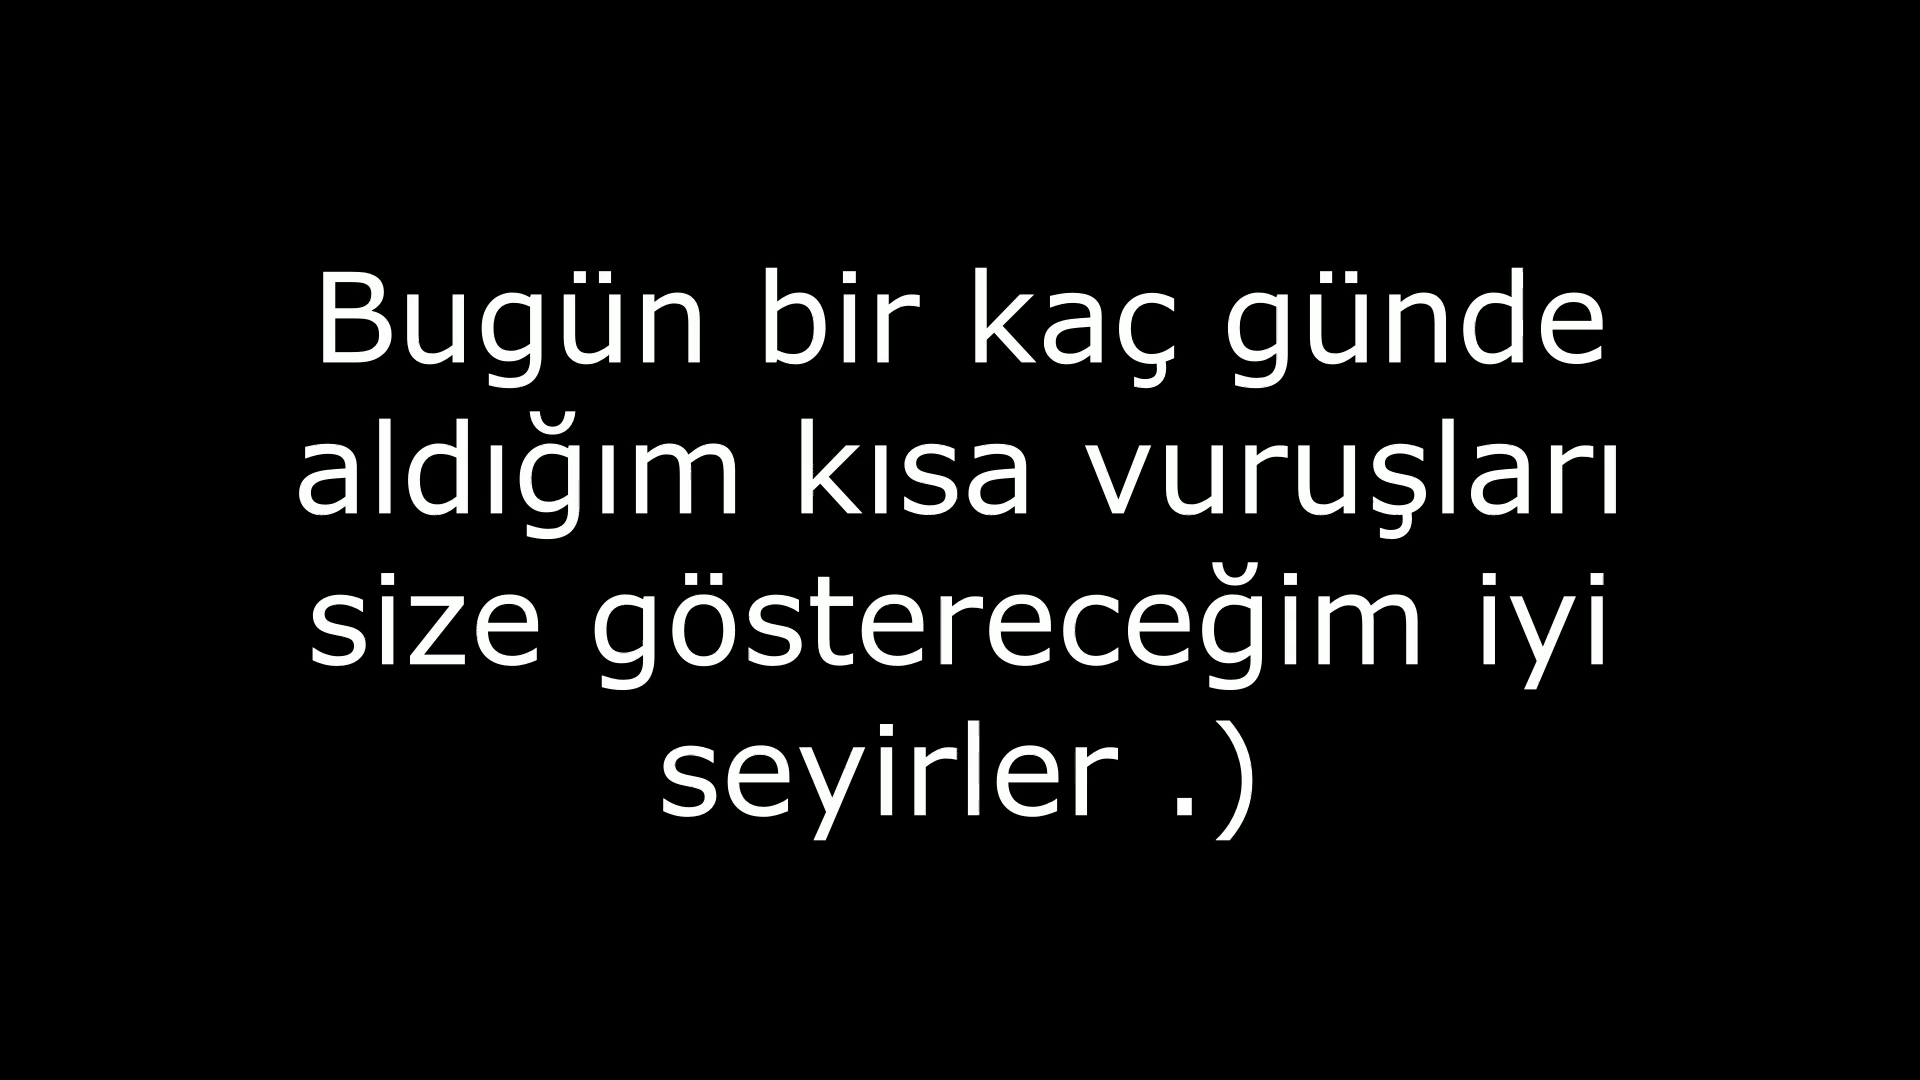 Bugün bir kaç günde
aldığım kısa vuruşları
size göstereceğim iyi
seyirler .)